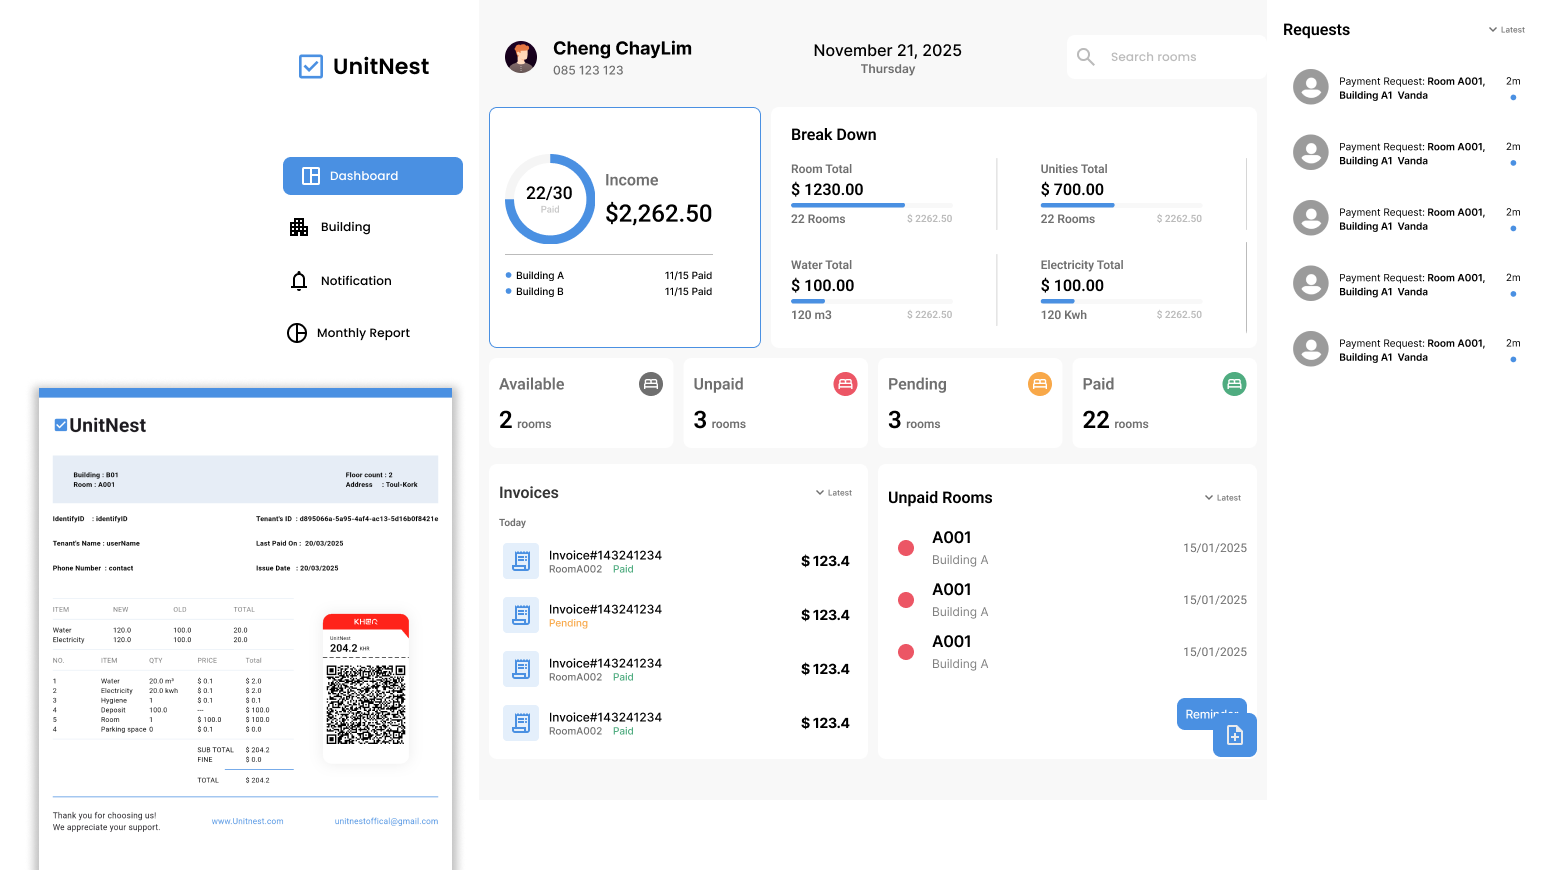 UnitNest
Dashboard
Building
Notification
Monthly Report
Cheng ChayLim
085 123 123
November 21, 2025
Thursday
Search rooms
22/30
Paid
Income
$2,262.50
Building A 11/15 Paid
Building B 11/15 Paid
Break Down
Room Total
$ 1230.00
22 Rooms $ 2262.50
Unities Total
$ 700.00
22 Rooms $ 2262.50
Water Total
$ 100.00
120 m3 $ 2262.50
Electricity Total
$ 100.00
120 Kwh $ 2262.50
Available
2 rooms
Unpaid
3 rooms
Pending
3 rooms
Paid
22 rooms
Invoices
Latest
Today
Invoice#143241234
RoomA002 Paid
$ 123.4
Invoice#143241234
Pending
$ 123.4
Invoice#143241234
RoomA002 Paid
$ 123.4
Invoice#143241234
RoomA002 Paid
$ 123.4
Unpaid Rooms
Latest
A001
Building A
15/01/2025
A001
Building A
15/01/2025
A001
Building A
15/01/2025
Reminder
Requests
Latest
Payment Request: Room A001, 2m
Building A1 Vanda
Payment Request: Room A001, 2m
Building A1 Vanda
Payment Request: Room A001, 2m
Building A1 Vanda
Payment Request: Room A001, 2m
Building A1 Vanda
Payment Request: Room A001, 2m
Building A1 Vanda
UnitNest
Building : B01 Floor count : 2
Room : A001 Address : Toul-Kork
IdentifyID : identifyID Tenant's ID : d895066a-5a95-4af4-ac13-5d16b0f8421e
Tenant's Name : userName Last Paid On : 20/03/2025
Phone Number : contact Issue Date : 20/03/2025
ITEM NEW OLD TOTAL
Water 120.0 100.0 20.0
Electricity 120.0 100.0 20.0
NO. ITEM QTY PRICE Total
1 Water 20.0 m³ $ 0.1 $ 2.0
2 Electricity 20.0 kwh $ 0.1 $ 2.0
3 Hygiene 1 $ 0.1 $ 0.1
4 Deposit 100.0 --- $ 100.0
5 Room 1 $ 100.0 $ 100.0
4 Parking space 0 $ 0.1 $ 0.0
SUB TOTAL $ 204.2
FINE $ 0.0
TOTAL $ 204.2
KHQR
UnitNest
204.2 KHR
Thank you for choosing us!
We appreciate your support.
www.Unitnest.com
unitnestoffical@gmail.com